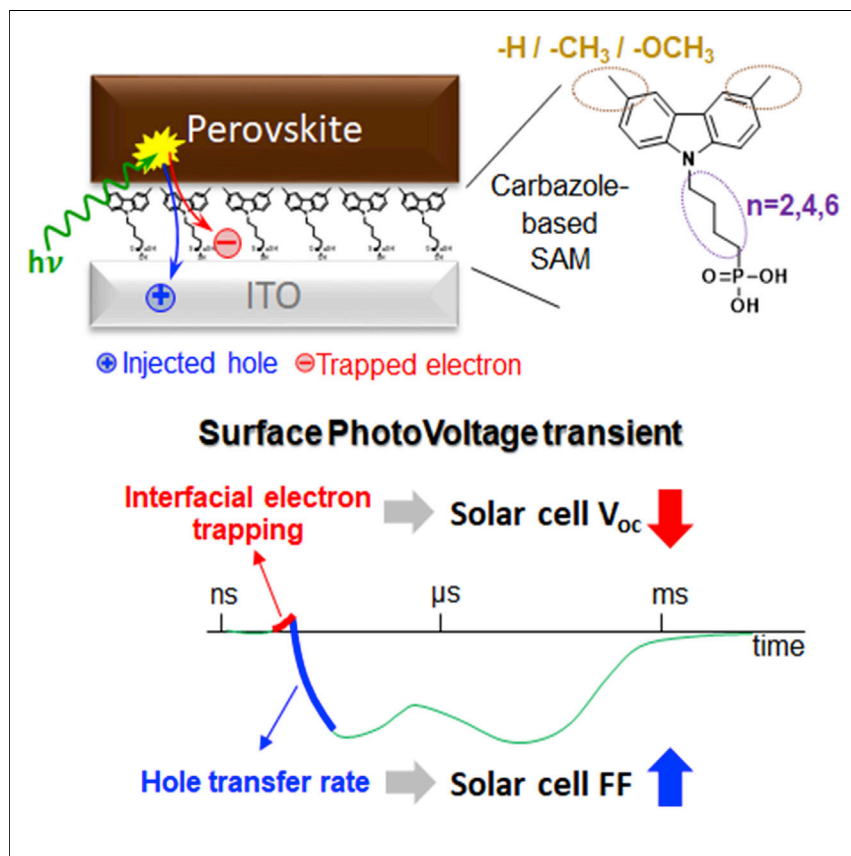 -H / -CH₃ / -OCH₃
Perovskite
N
Carbazole-
based
SAM
n=2,4,6
hν
ITO
O=P–OH
OH
Injected hole
Trapped electron
Surface PhotoVoltage transient
Interfacial electron
trapping
Solar cell Vₒc
ns
μs
ms
time
Hole transfer rate
Solar cell FF